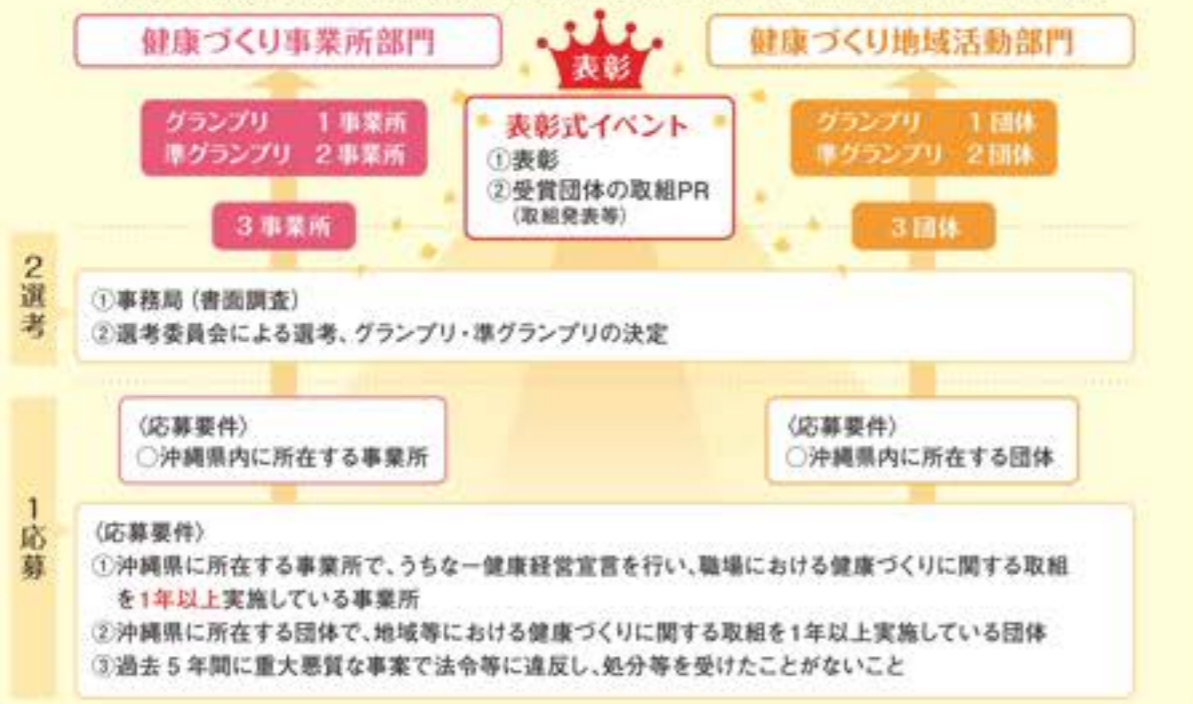 健康づくり事業所部門
表彰
健康づくり地域活動部門
グランプリ 1事業所
準グランプリ 2事業所
表彰式イベント
①表彰
②受賞団体の取組PR
(取組発表等)
グランプリ 1団体
準グランプリ 2団体
3事業所
3団体
2選考
①事務局(書面調査)
②選考委員会による選考、グランプリ・準グランプリの決定
〈応募要件〉
○沖縄県内に所在する事業所
〈応募要件〉
○沖縄県内に所在する団体
1応募
〈応募要件〉
①沖縄県に所在する事業所で、うちなー健康経営宣言を行い、職場における健康づくりに関する取組
を1年以上実施している事業所
②沖縄県に所在する団体で、地域等における健康づくりに関する取組を1年以上実施している団体
③過去5年間に重大悪質な事案で法令等に違反し、処分等を受けたことがないこと